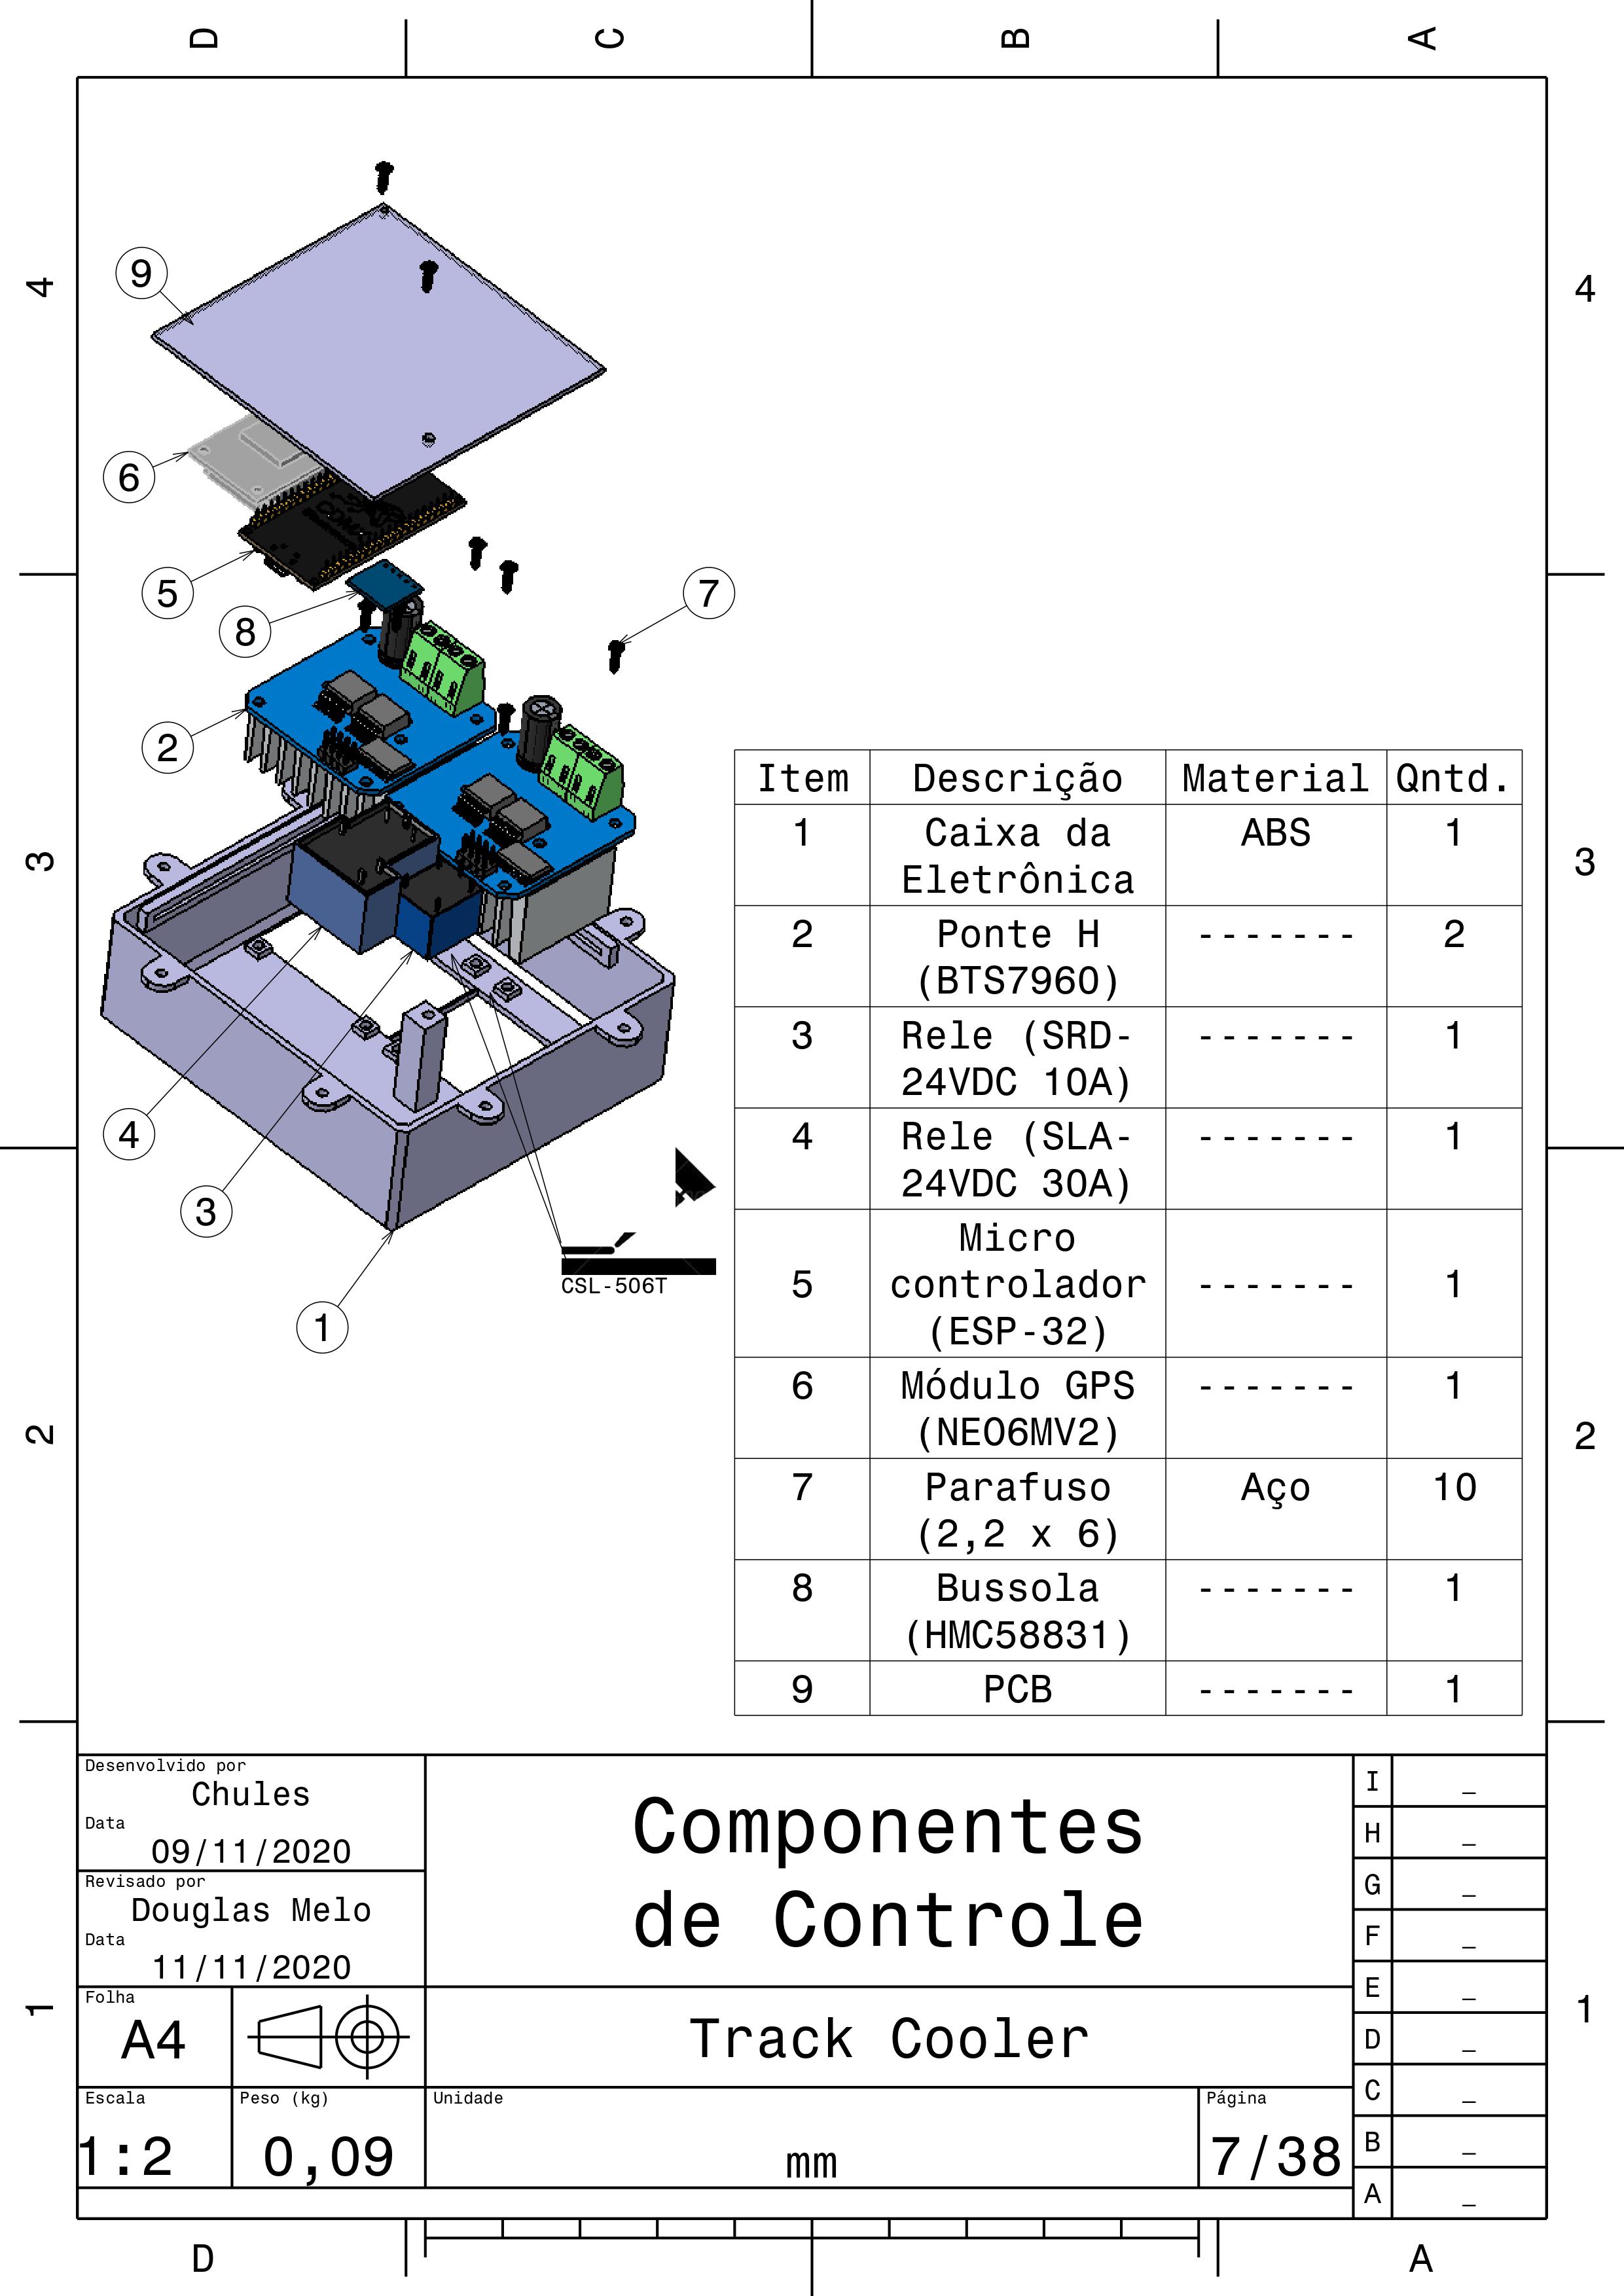 D C B A
4
4
9
6
5
8
7
2
3
3
4
3
1
CSL-506T
Item Descrição Material Qntd.
1 Caixa da ABS 1
Eletrônica
2 Ponte H ------- 2
(BTS7960)
3 Rele (SRD- ------- 1
24VDC 10A)
4 Rele (SLA- ------- 1
24VDC 30A)
Micro
5 controlador ------- 1
(ESP-32)
6 Módulo GPS ------- 1
(NEO6MV2)
7 Parafuso Aço 10
(2,2 x 6)
8 Bussola ------- 1
(HMC58831)
9 PCB ------- 1
2
2
Desenvolvido por
Chules
Data
09/11/2020
Revisado por
Douglas Melo
Data
11/11/2020
Folha
A4
Escala
1:2
Peso (kg)
0,09
Componentes
de Controle
Track Cooler
Unidade
mm
Página
7/38
I _
H _
G _
F _
E _
D _
C _
B _
A _
1
1
D A